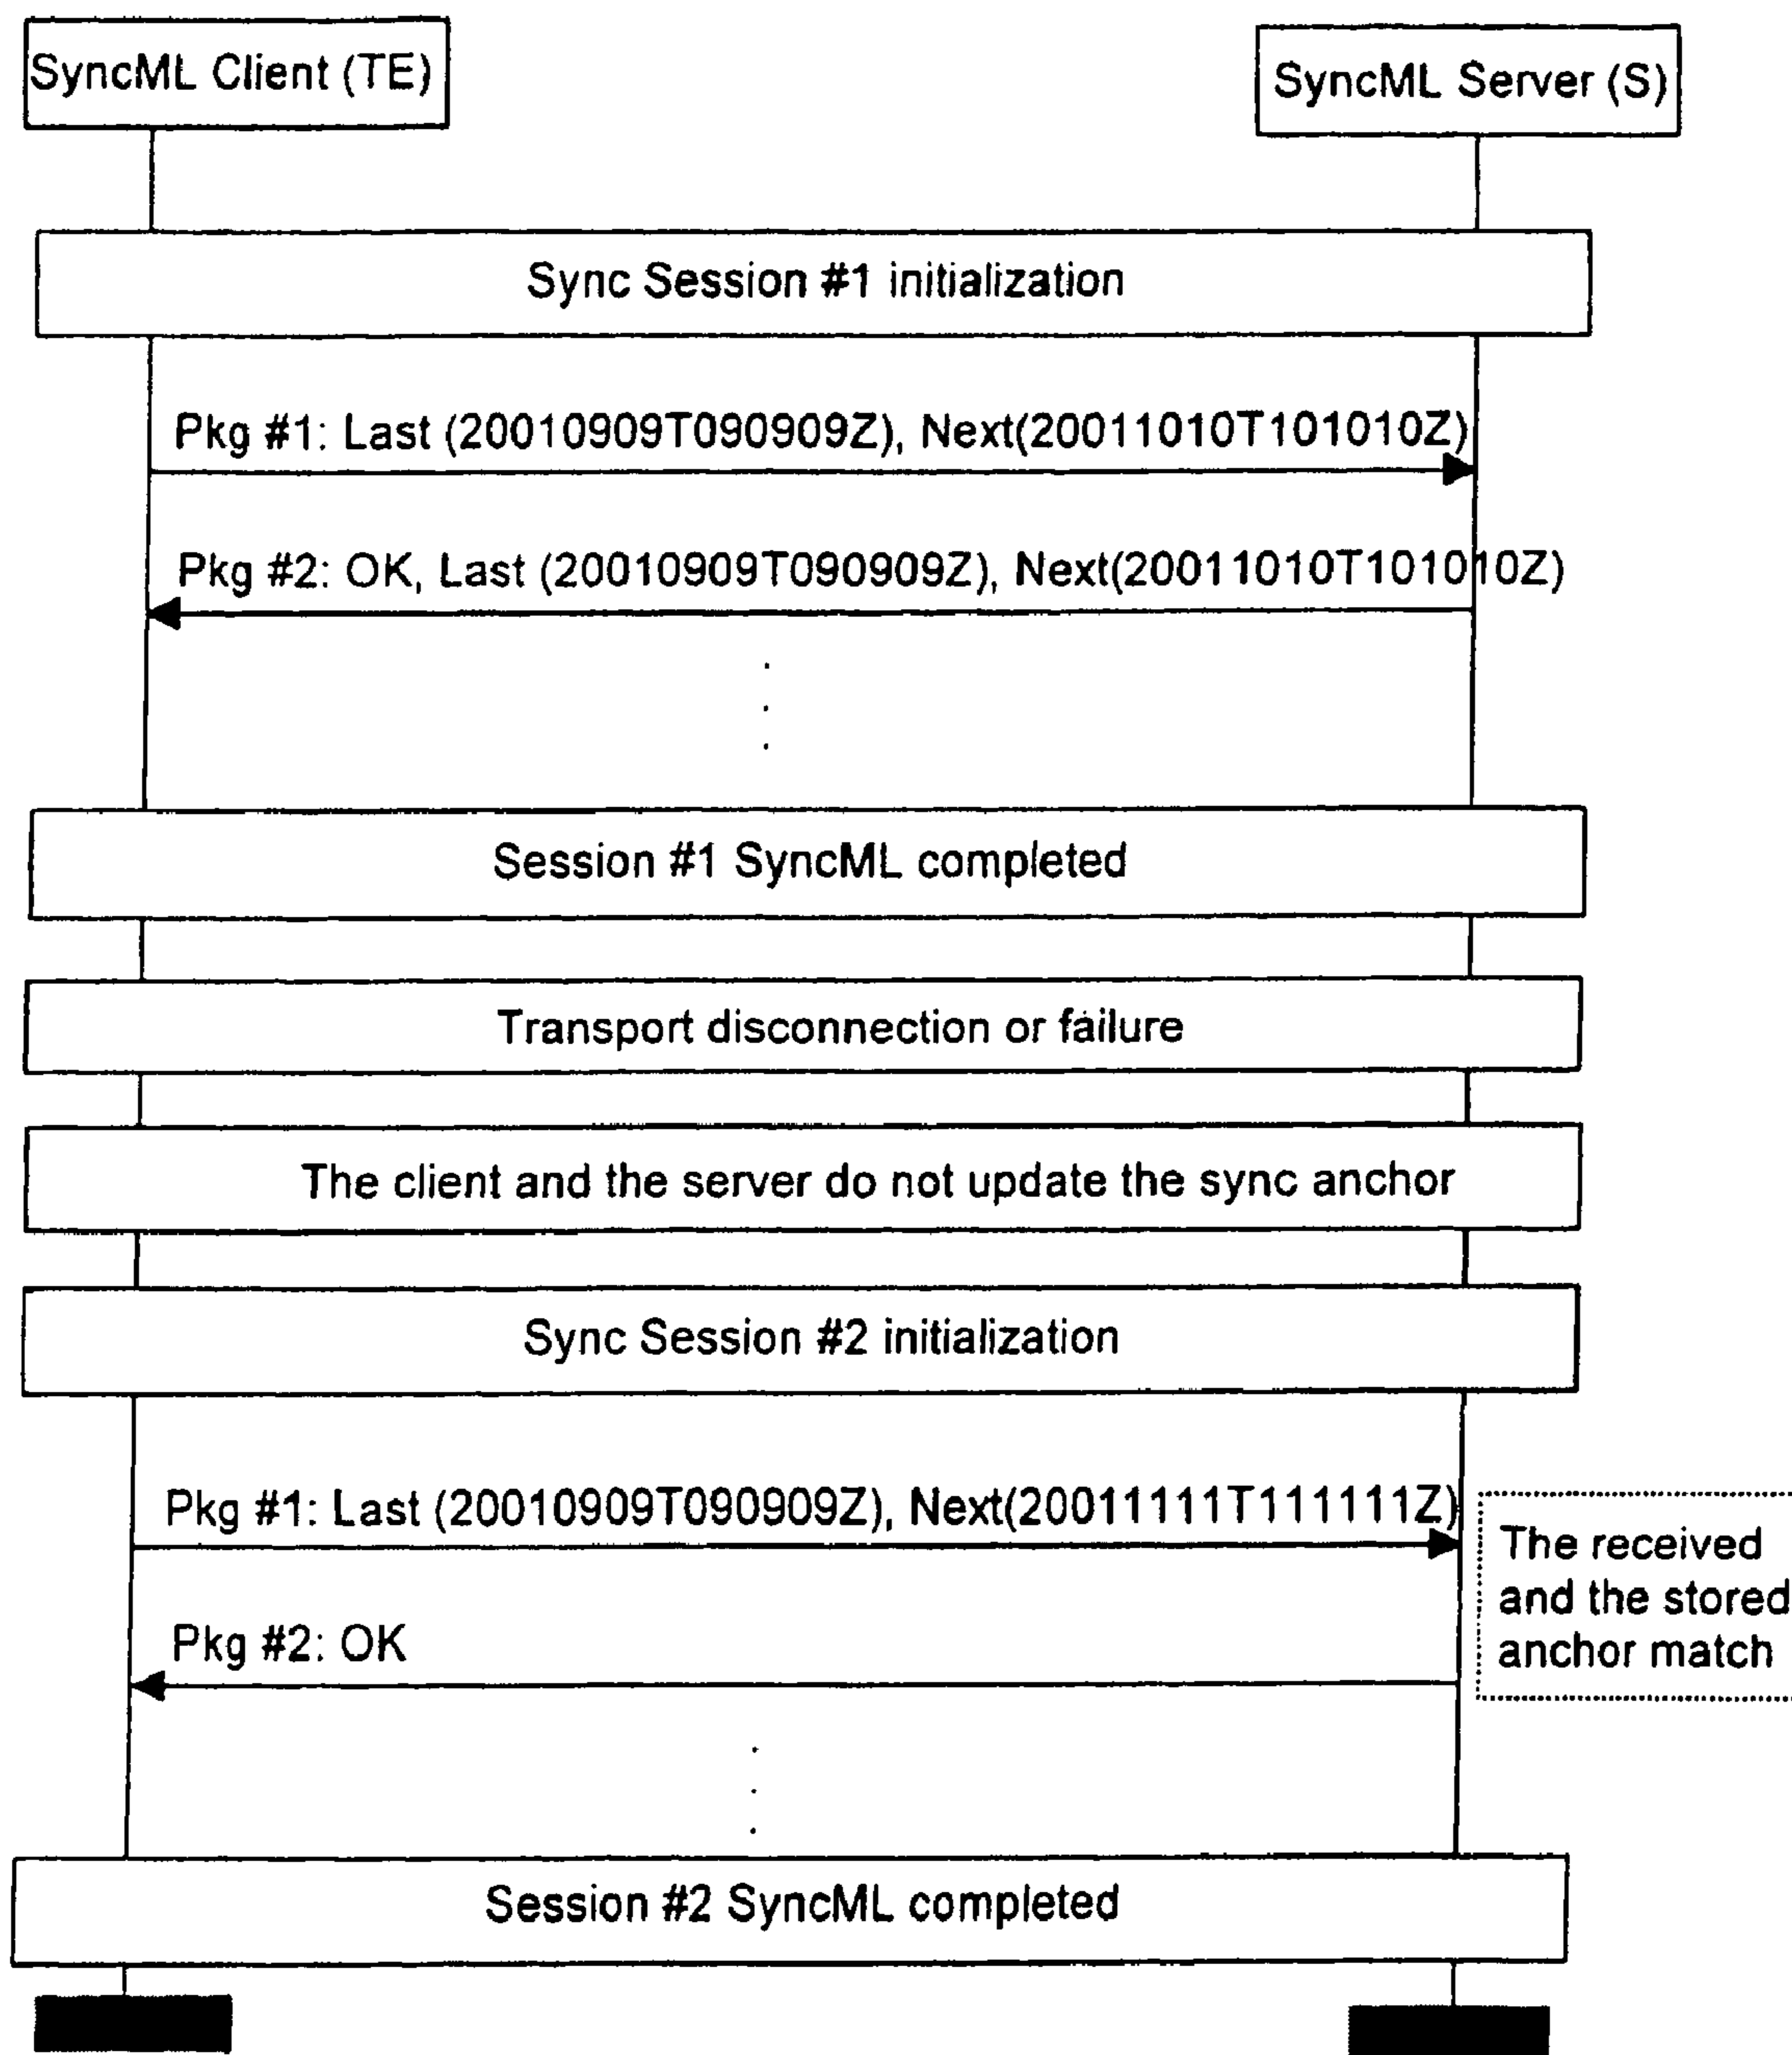 SyncML Client (TE)
SyncML Server (S)
Sync Session #1 initialization
Pkg #1: Last (20010909T090909Z), Next(20011010T101010Z)
Pkg #2: OK, Last (20010909T090909Z), Next(20011010T101010Z)
Session #1 SyncML completed
Transport disconnection or failure
The client and the server do not update the sync anchor
Sync Session #2 initialization
Pkg #1: Last (20010909T090909Z), Next(20011111T111111Z)
The received
and the stored
anchor match
Pkg #2: OK
Session #2 SyncML completed